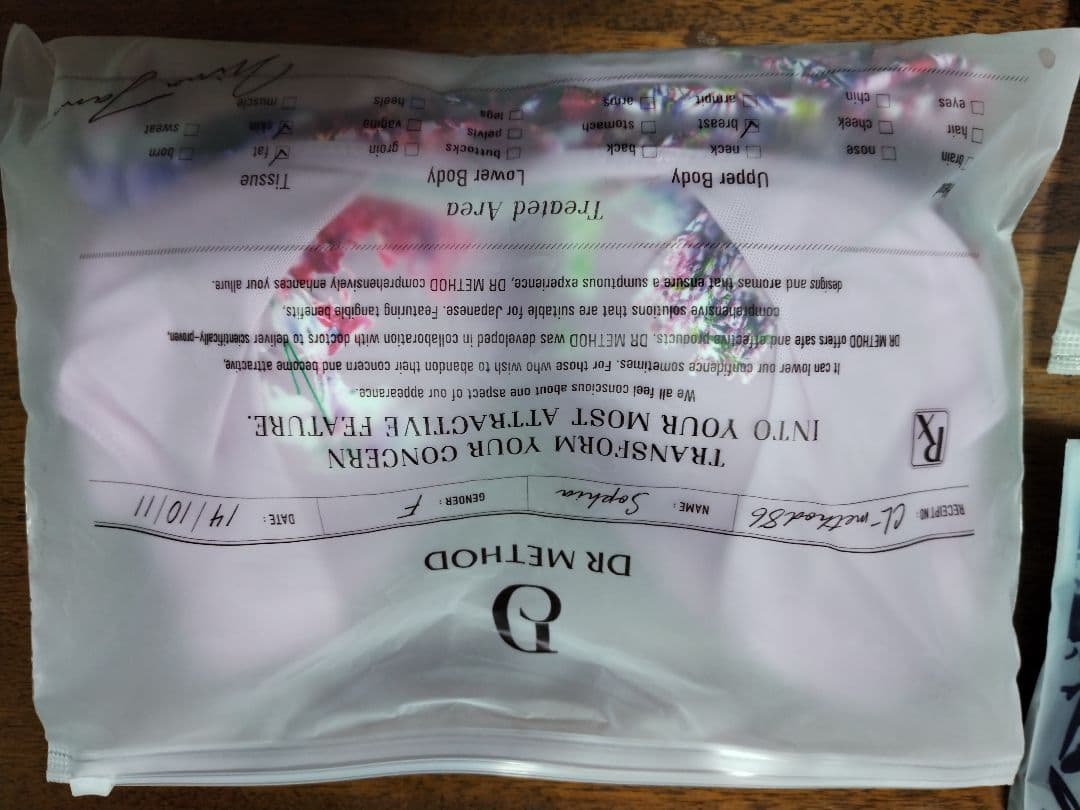 D
DR METHOD
RECEIPT NO: Cl-method86 NAME: Sophia GENDER: F DATE: 14/10/11
Rx
TRANSFORM YOUR CONCERN
INTO YOUR MOST ATTRACTIVE FEATURE.
We all feel conscious about one aspect of our appearance.
It can lower our confidence sometimes. For those who wish to abandon their concern and become attractive,
DR METHOD offers safe and effective products. DR METHOD was developed in collaboration with doctors to deliver scientifically-proven,
comprehensive solutions that are suitable for Japanese. Featuring tangible benefits,
designs and aromas that ensure a sumptuous experience, DR METHOD comprehensively enhances your allure.
Treated Area
Upper Body Lower Body Tissue
brain nose neck back buttocks groin fat born
hair cheek breast stomach pelvis vagina skin sweat
eyes chin armpit arms legs heels muscle